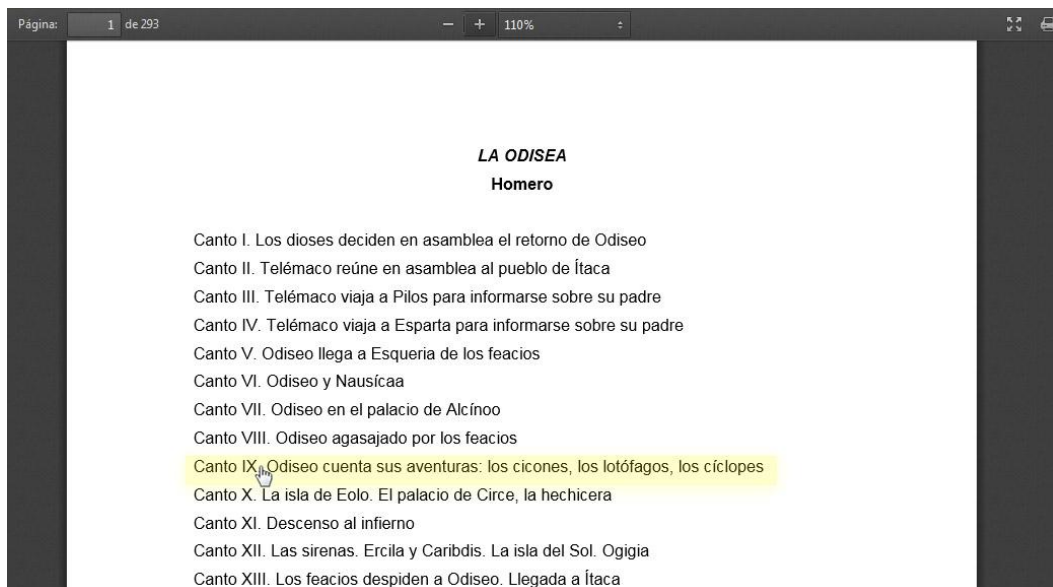 Página: 1 de 293 − + 110%
LA ODISEA
Homero
Canto I. Los dioses deciden en asamblea el retorno de Odiseo
Canto II. Telémaco reúne en asamblea al pueblo de Ítaca
Canto III. Telémaco viaja a Pilos para informarse sobre su padre
Canto IV. Telémaco viaja a Esparta para informarse sobre su padre
Canto V. Odiseo llega a Esqueria de los feacios
Canto VI. Odiseo y Nausícaa
Canto VII. Odiseo en el palacio de Alcínoo
Canto VIII. Odiseo agasajado por los feacios
Canto IX. Odiseo cuenta sus aventuras: los cicones, los lotófagos, los cíclopes
Canto X. La isla de Eolo. El palacio de Circe, la hechicera
Canto XI. Descenso al infierno
Canto XII. Las sirenas. Ercila y Caribdis. La isla del Sol. Ogigia
Canto XIII. Los feacios despiden a Odiseo. Llegada a Ítaca